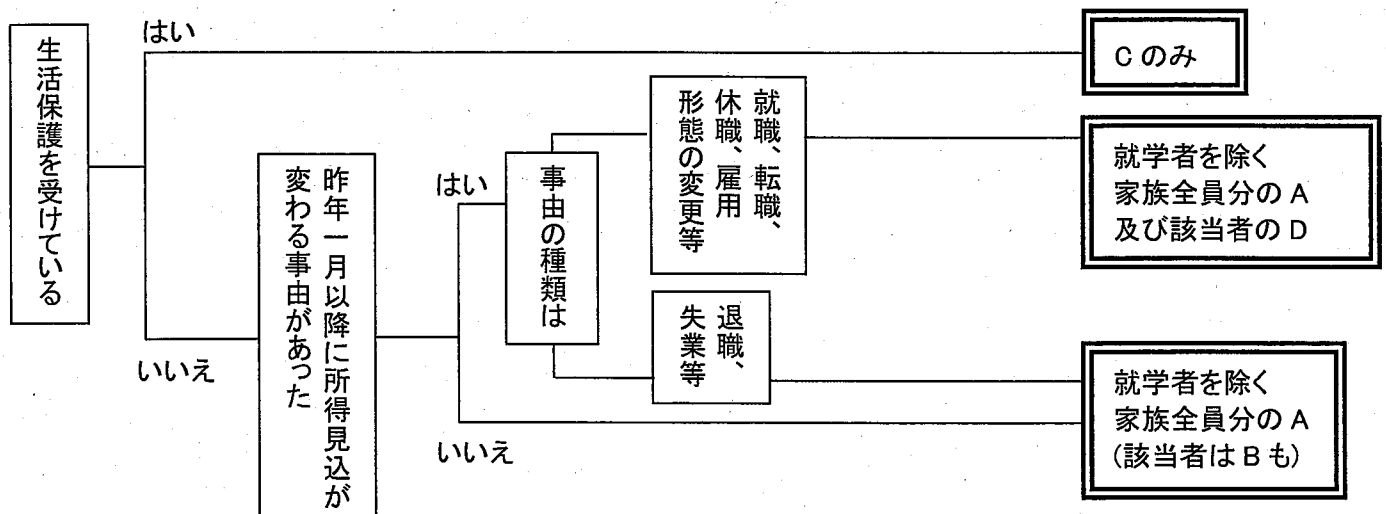 生活保護を受けている
はい
いいえ
昨年一月以降に所得見込が
変わる事由があった
はい
いいえ
事由の種類は
就職、転職、
休職、雇用
形態の変更等
退職、
失業等
Cのみ
就学者を除く
家族全員分のA
及び該当者のD
就学者を除く
家族全員分のA
(該当者はBも)